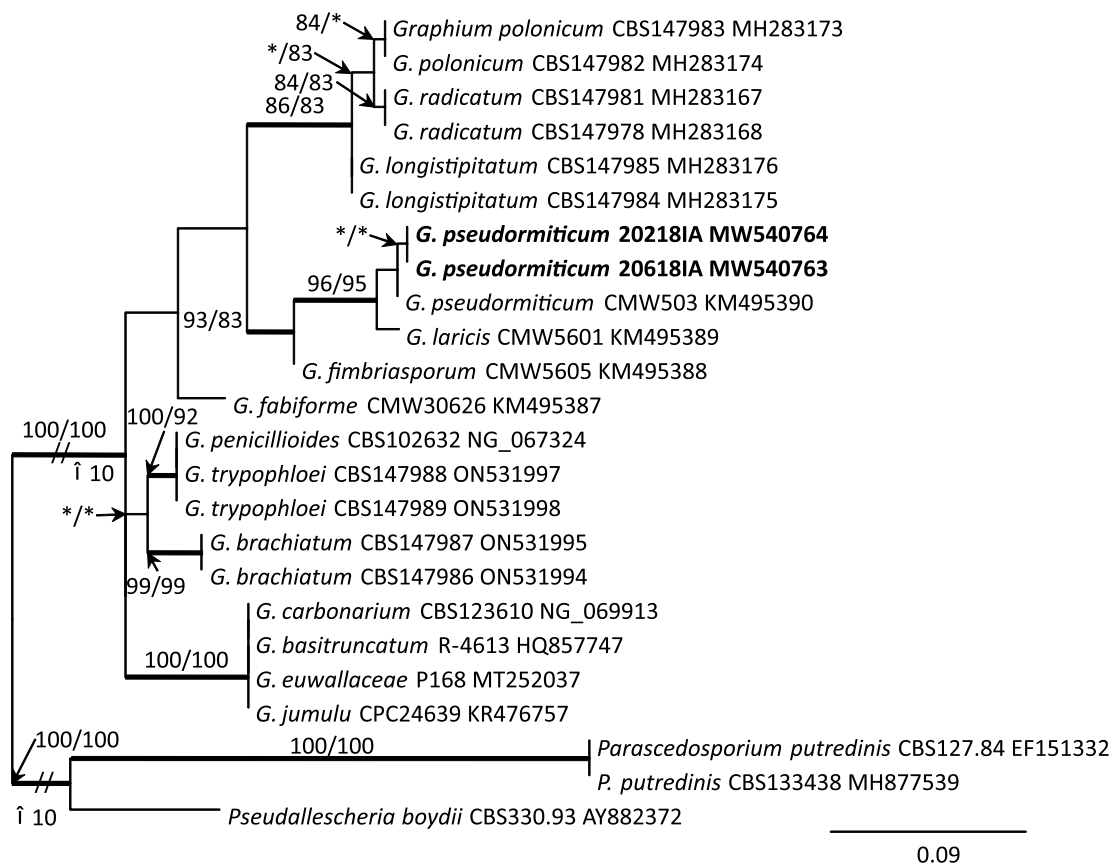 84/*
Graphium polonicum CBS147983 MH283173
*/83
G. polonicum CBS147982 MH283174
84/83
G. radicatum CBS147981 MH283167
86/83
G. radicatum CBS147978 MH283168
G. longistipitatum CBS147985 MH283176
G. longistipitatum CBS147984 MH283175
*/*
G. pseudormiticum 20218IA MW540764
G. pseudormiticum 20618IA MW540763
96/95
G. pseudormiticum CMW503 KM495390
93/83
G. laricis CMW5601 KM495389
G. fimbriasporum CMW5605 KM495388
G. fabiforme CMW30626 KM495387
100/92
100/100
G. penicillioides CBS102632 NG_067324
î 10
G. trypophloei CBS147988 ON531997
*/*
G. trypophloei CBS147989 ON531998
G. brachiatum CBS147987 ON531995
99/99
G. brachiatum CBS147986 ON531994
G. carbonarium CBS123610 NG_069913
G. basitruncatum R-4613 HQ857747
100/100
G. euwallaceae P168 MT252037
G. jumulu CPC24639 KR476757
100/100
100/100
Parascedosporium putredinis CBS127.84 EF151332
P. putredinis CBS133438 MH877539
î 10
Pseudallescheria boydii CBS330.93 AY882372
0.09